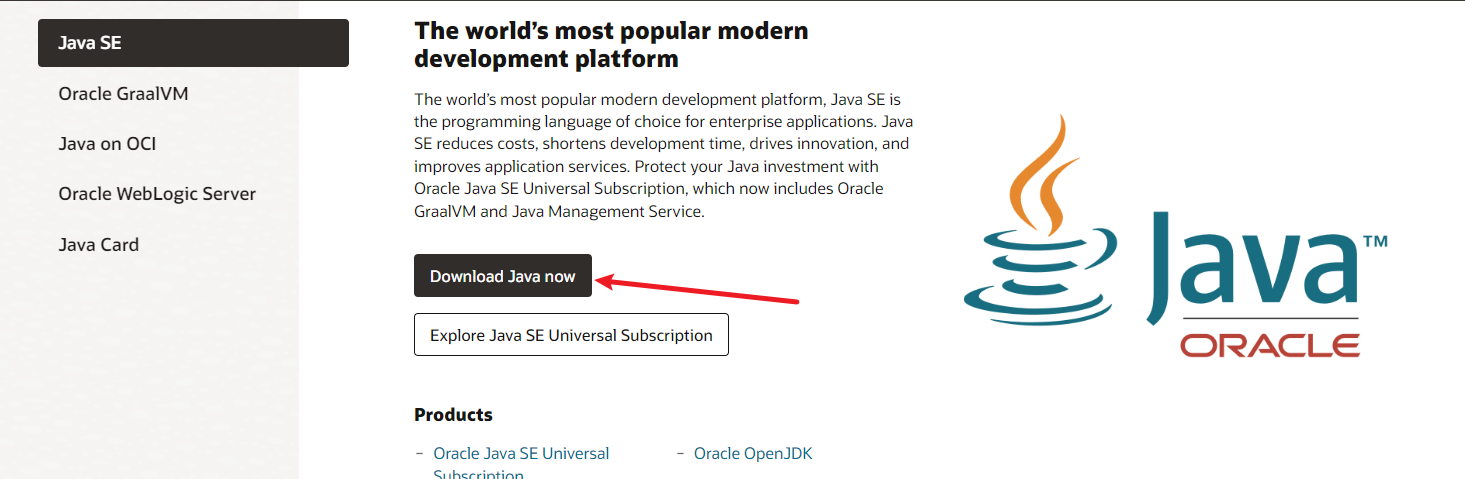 Java SE
Oracle GraalVM
Java on OCI
Oracle WebLogic Server
Java Card
The world’s most popular modern
development platform
The world’s most popular modern development platform, Java SE is
the programming language of choice for enterprise applications. Java
SE reduces costs, shortens development time, drives innovation, and
improves application services. Protect your Java investment with
Oracle Java SE Universal Subscription, which now includes Oracle
GraalVM and Java Management Service.
Download Java now
Explore Java SE Universal Subscription
Products
- Oracle Java SE Universal
Subscription
- Oracle OpenJDK
Java™
ORACLE